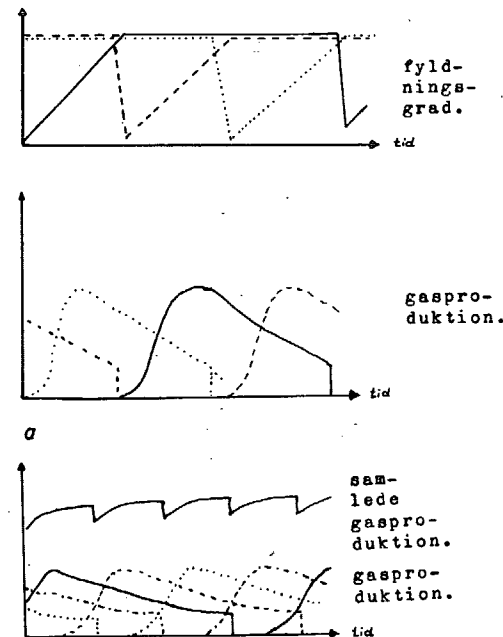 fyld-
nings-
grad.
tid
gaspro-
duktion.
tid
a
sam-
lede
gaspro-
duktion.
gaspro-
duktion.
tid